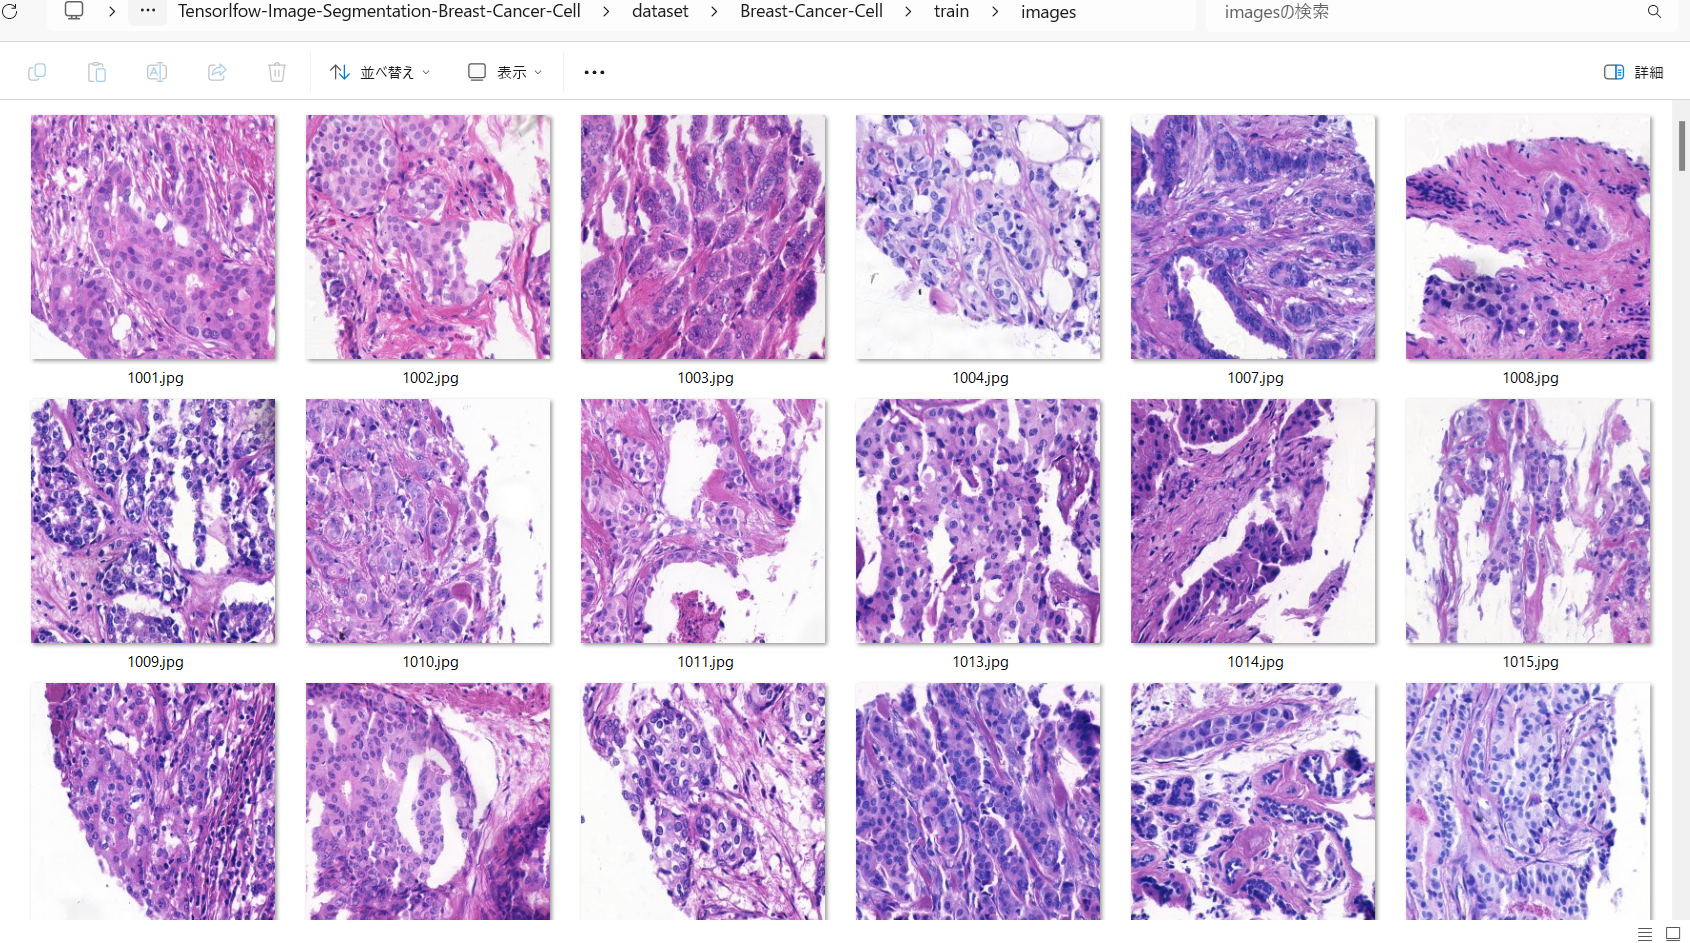 Tensorlfow-Image-Segmentation-Breast-Cancer-Cell > dataset > Breast-Cancer-Cell > train > images
imagesの検索
並べ替え 表示 詳細
1001.jpg 1002.jpg 1003.jpg 1004.jpg 1007.jpg 1008.jpg
1009.jpg 1010.jpg 1011.jpg 1013.jpg 1014.jpg 1015.jpg